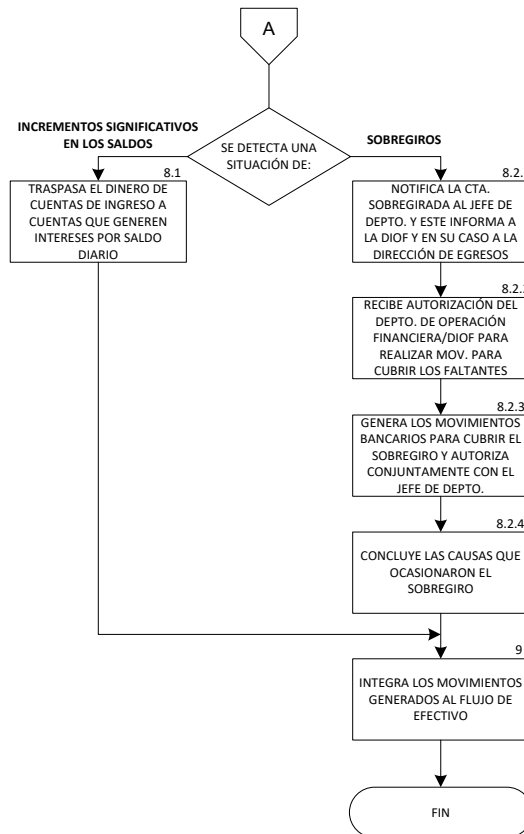 A
SE DETECTA UNA
SITUACIÓN DE:
INCREMENTOS SIGNIFICATIVOS
EN LOS SALDOS
SOBREGIROS
8.1
TRASPASA EL DINERO DE
CUENTAS DE INGRESO A
CUENTAS QUE GENEREN
INTERESES POR SALDO
DIARIO
8.2.
NOTIFICA LA CTA.
SOBREGIRADA AL JEFE DE
DEPTO. Y ESTE INFORMA A
LA DIOF Y EN SU CASO A LA
DIRECCIÓN DE EGRESOS
8.2.
RECIBE AUTORIZACIÓN DEL
DEPTO. DE OPERACIÓN
FINANCIERA/DIOF PARA
REALIZAR MOV. PARA
CUBRIR LOS FALTANTES
8.2.3
GENERA LOS MOVIMIENTOS
BANCARIOS PARA CUBRIR EL
SOBREGIRO Y AUTORIZA
CONJUNTAMENTE CON EL
JEFE DE DEPTO.
8.2.4
CONCLUYE LAS CAUSAS QUE
OCASIONARON EL
SOBREGIRO
9
INTEGRA LOS MOVIMIENTOS
GENERADOS AL FLUJO DE
EFECTIVO
FIN